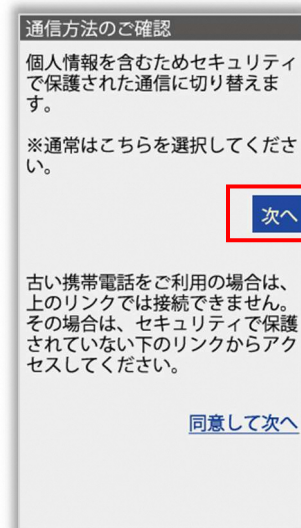 通信方法のご確認
個人情報を含むためセキュリティ
で保護された通信に切り替えま
す。
※通常はこちらを選択してくださ
い。
次へ
古い携帯電話をご利用の場合は、
上のリンクでは接続できません。
その場合は、セキュリティで保護
されていない下のリンクからアク
セスしてください。
同意して次へ